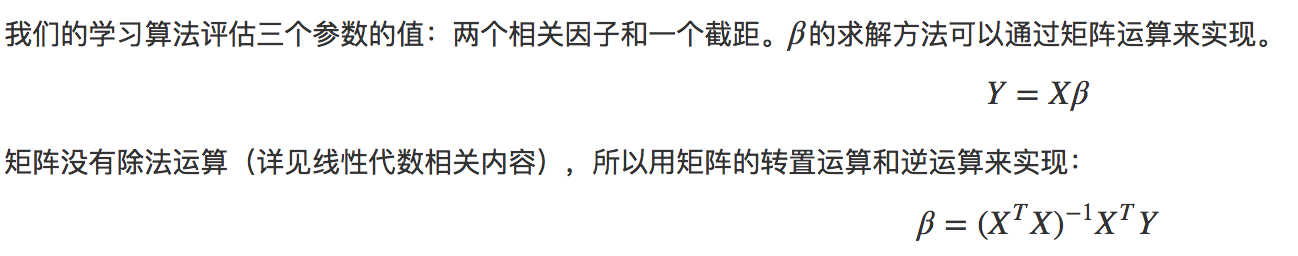 我们的学习算法评估三个参数的值：两个相关因子和一个截距。β的求解方法可以通过矩阵运算来实现。
Y = Xβ
矩阵没有除法运算（详见线性代数相关内容），所以用矩阵的转置运算和逆运算来实现：
β = (XᵀX)⁻¹XᵀY